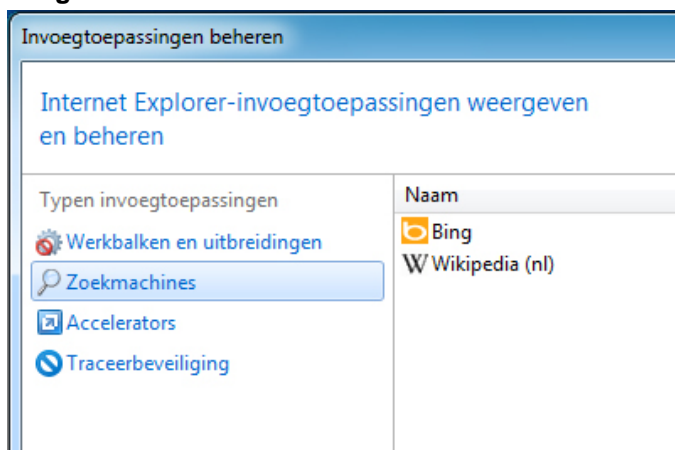 Invoegtoepassingen beheren
Internet Explorer-invoegtoepassingen weergeven
en beheren
Typen invoegtoepassingen
Werkbalken en uitbreidingen
Zoekmachines
Accelerators
Traceerbeveiliging
Naam
Bing
Wikipedia (nl)